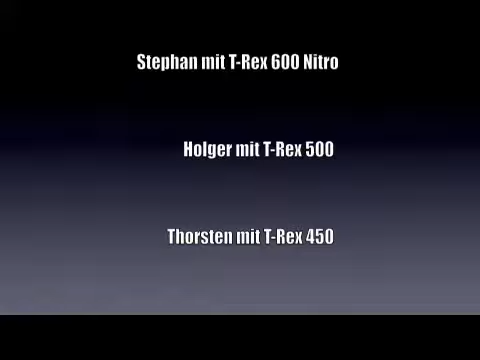 Stephan mit T-Rex 600 Nitro
Holger mit T-Rex 500
Thorsten mit T-Rex 450